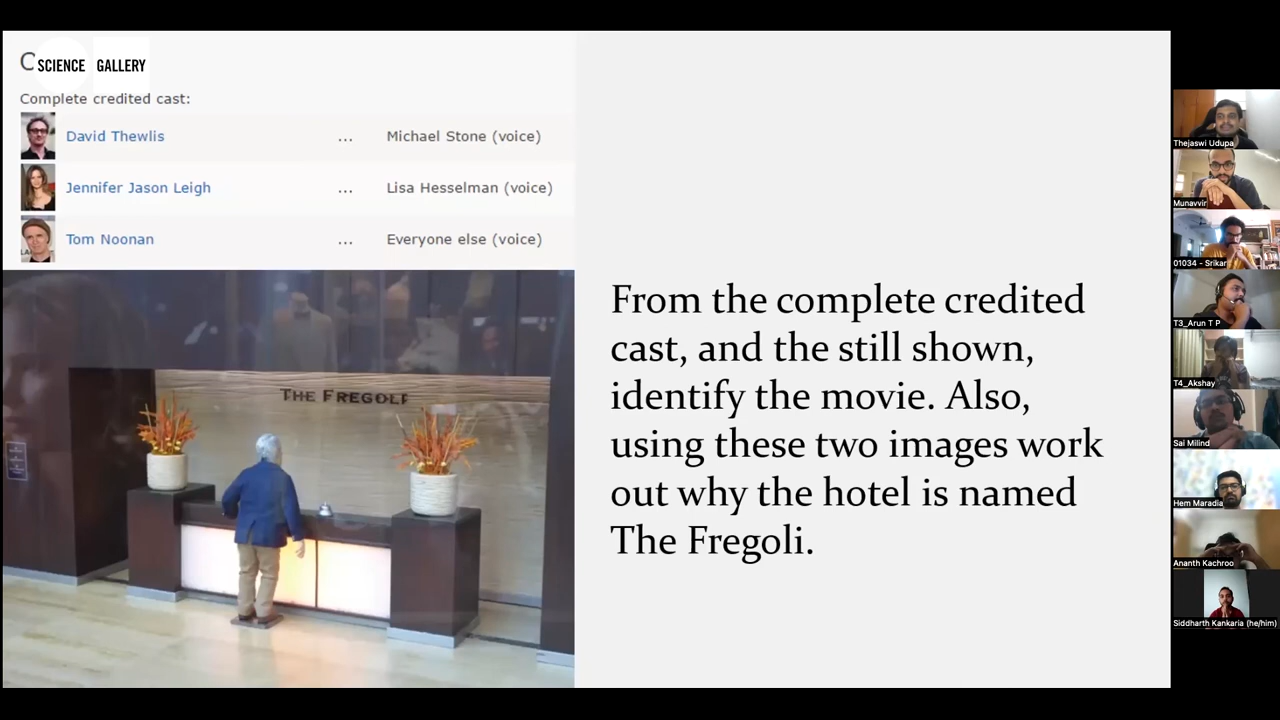 C
SCIENCE GALLERY
Complete credited cast:
David Thewlis ... Michael Stone (voice)
Jennifer Jason Leigh ... Lisa Hesselman (voice)
Tom Noonan ... Everyone else (voice)
THE FREGOLI
From the complete credited
cast, and the still shown,
identify the movie. Also,
using these two images work
out why the hotel is named
The Fregoli.
Thejaswi Udupa
Munavvir
01034 - Srikar
T3_Arun T P
T4_Akshay
Sai Milind
Hem Maradia
Ananth Kachroo
Siddharth Kankaria (he/him)